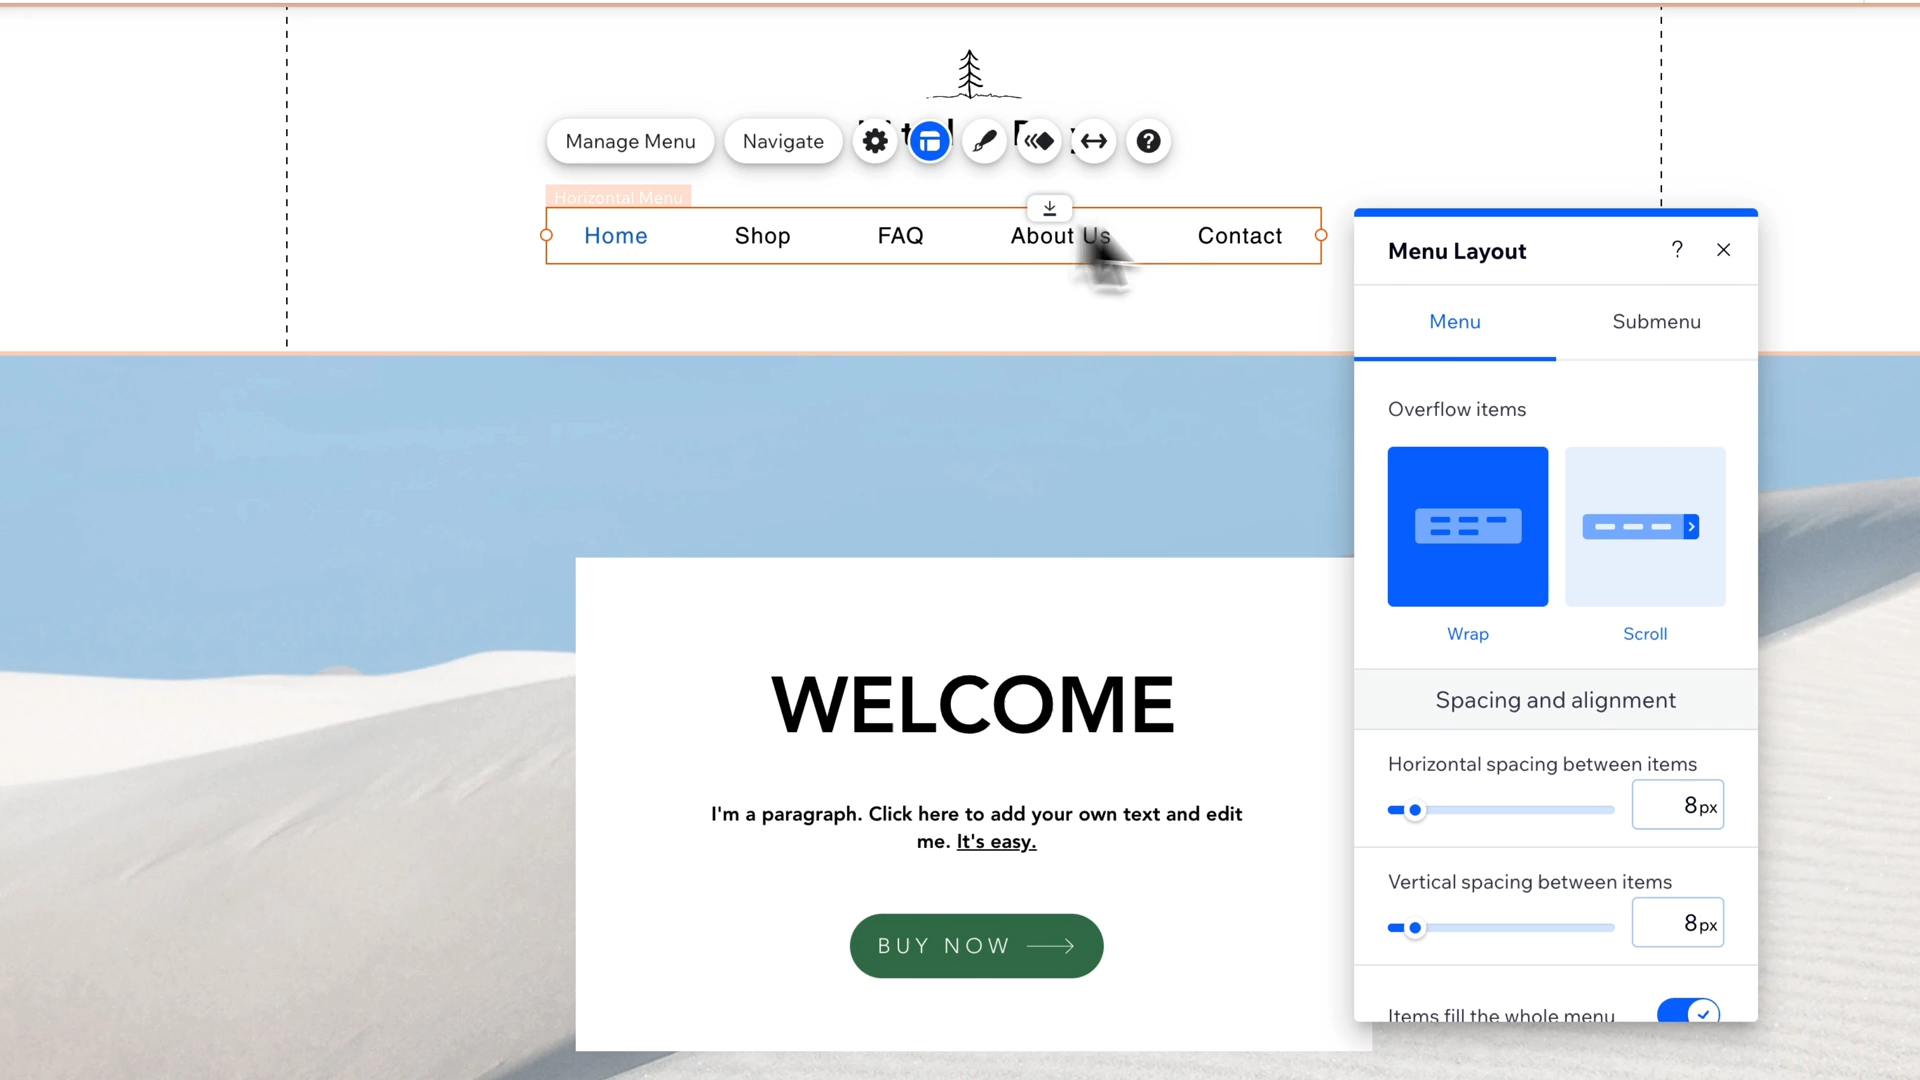 Manage Menu
Navigate
Horizontal Menu
Home
Shop
FAQ
About Us
Contact
Menu Layout
?
Menu
Submenu
Overflow items
Wrap
Scroll
Spacing and alignment
Horizontal spacing between items
8px
Vertical spacing between items
8px
Items fill the whole menu
WELCOME
I'm a paragraph. Click here to add your own text and edit
me. It's easy.
BUY NOW